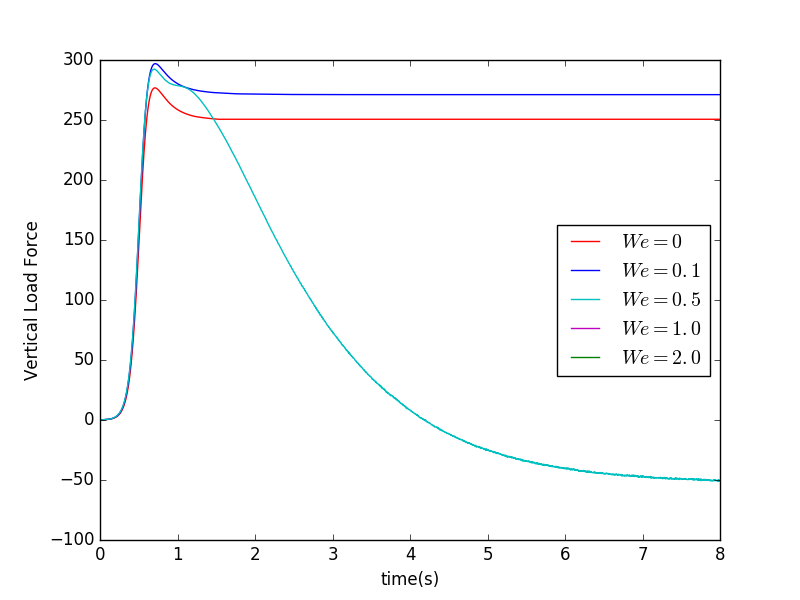 300
250
200
150
100
50
0
−50
−100
0 1 2 3 4 5 6 7 8
time(s)
Vertical Load Force
We = 0
We = 0.1
We = 0.5
We = 1.0
We = 2.0